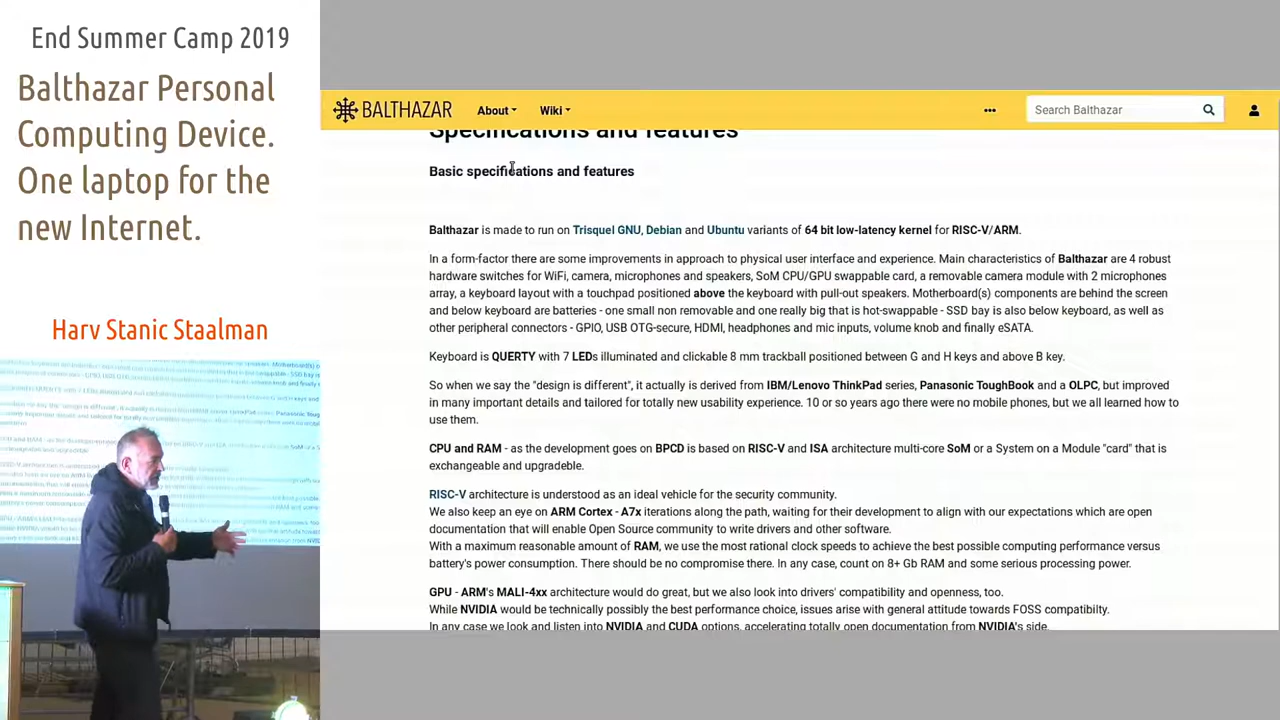 End Summer Camp 2019
Balthazar Personal
Computing Device.
One laptop for the
new Internet.
Harv Stanic Staalman
BALTHAZAR
About
Wiki
Search Balthazar
Specifications and features
Basic specifications and features
Balthazar is made to run on Trisquel GNU, Debian and Ubuntu variants of 64 bit low-latency kernel for RISC-V/ARM.
In a form-factor there are some improvements in approach to physical user interface and experience. Main characteristics of Balthazar are 4 robust
hardware switches for WiFi, camera, microphones and speakers, SoM CPU/GPU swappable card, a removable camera module with 2 microphones
array, a keyboard layout with a touchpad positioned above the keyboard with pull-out speakers. Motherboard(s) components are behind the screen
and below keyboard are batteries - one small non removable and one really big that is hot-swappable - SSD bay is also below keyboard, as well as
other peripheral connectors - GPIO, USB OTG-secure, HDMI, headphones and mic inputs, volume knob and finally eSATA.
Keyboard is QUERTY with 7 LEDs illuminated and clickable 8 mm trackball positioned between G and H keys and above B key.
So when we say the "design is different", it actually is derived from IBM/Lenovo ThinkPad series, Panasonic ToughBook and a OLPC, but improved
in many important details and tailored for totally new usability experience. 10 or so years ago there were no mobile phones, but we all learned how to
use them.
CPU and RAM - as the development goes on BPCD is based on RISC-V and ISA architecture multi-core SoM or a System on a Module "card" that is
exchangeable and upgradeble.
RISC-V architecture is understood as an ideal vehicle for the security community.
We also keep an eye on ARM Cortex - A7x iterations along the path, waiting for their development to align with our expectations which are open
documentation that will enable Open Source community to write drivers and other software.
With a maximum reasonable amount of RAM, we use the most rational clock speeds to achieve the best possible computing performance versus
battery's power consumption. There should be no compromise there. In any case, count on 8+ Gb RAM and some serious processing power.
GPU - ARM's MALI-4xx architecture would do great, but we also look into drivers' compatibility and openness, too.
While NVIDIA would be technically possibly the best performance choice, issues arise with general attitude towards FOSS compatibilty.
In any case we look and listen into NVIDIA and CUDA options, accelerating totally open documentation from NVIDIA's side.